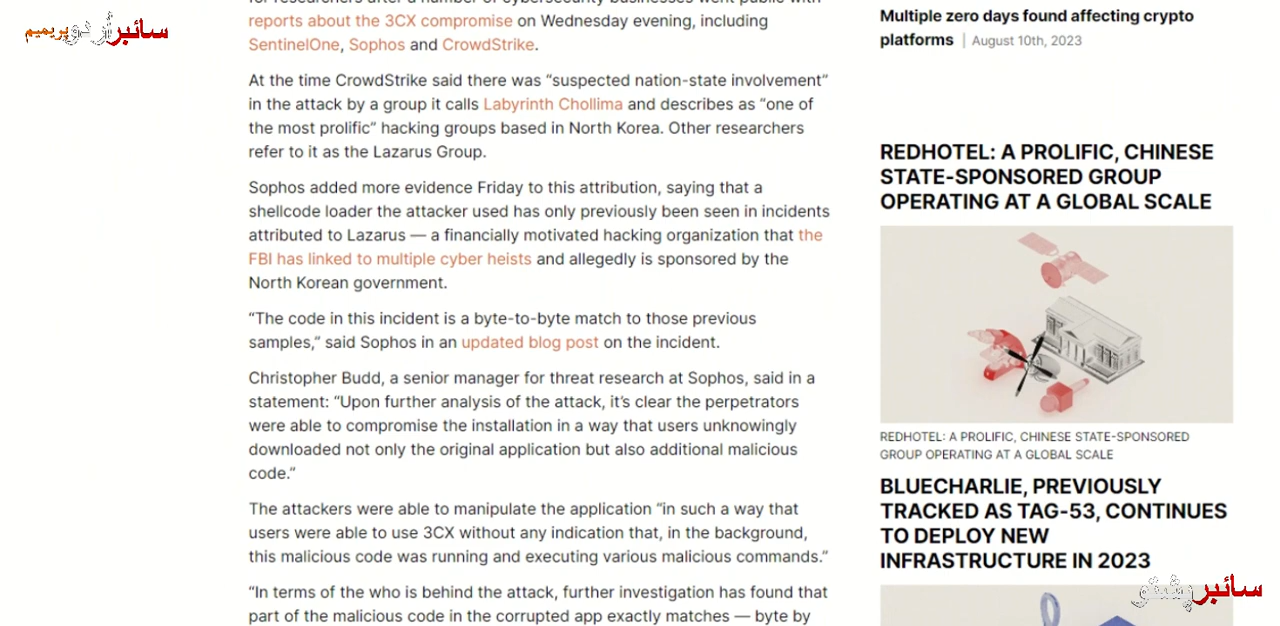 for researchers after a number of cybersecurity businesses went public with
reports about the 3CX compromise on Wednesday evening, including
SentinelOne, Sophos and CrowdStrike.
At the time CrowdStrike said there was “suspected nation-state involvement”
in the attack by a group it calls Labyrinth Chollima and describes as “one of
the most prolific” hacking groups based in North Korea. Other researchers
refer to it as the Lazarus Group.
Sophos added more evidence Friday to this attribution, saying that a
shellcode loader the attacker used has only previously been seen in incidents
attributed to Lazarus — a financially motivated hacking organization that the
FBI has linked to multiple cyber heists and allegedly is sponsored by the
North Korean government.
“The code in this incident is a byte-to-byte match to those previous
samples,” said Sophos in an updated blog post on the incident.
Christopher Budd, a senior manager for threat research at Sophos, said in a
statement: “Upon further analysis of the attack, it’s clear the perpetrators
were able to compromise the installation in a way that users unknowingly
downloaded not only the original application but also additional malicious
code.”
The attackers were able to manipulate the application “in such a way that
users were able to use 3CX without any indication that, in the background,
this malicious code was running and executing various malicious commands.”
“In terms of the who is behind the attack, further investigation has found that
part of the malicious code in the corrupted app exactly matches — byte by
Multiple zero days found affecting crypto
platforms | August 10th, 2023
REDHOTEL: A PROLIFIC, CHINESE
STATE-SPONSORED GROUP
OPERATING AT A GLOBAL SCALE
REDHOTEL: A PROLIFIC, CHINESE STATE-SPONSORED
GROUP OPERATING AT A GLOBAL SCALE
BLUECHARLIE, PREVIOUSLY
TRACKED AS TAG-53, CONTINUES
TO DEPLOY NEW
INFRASTRUCTURE IN 2023
سائبر اُردو پریمیم
سائبر پښتو